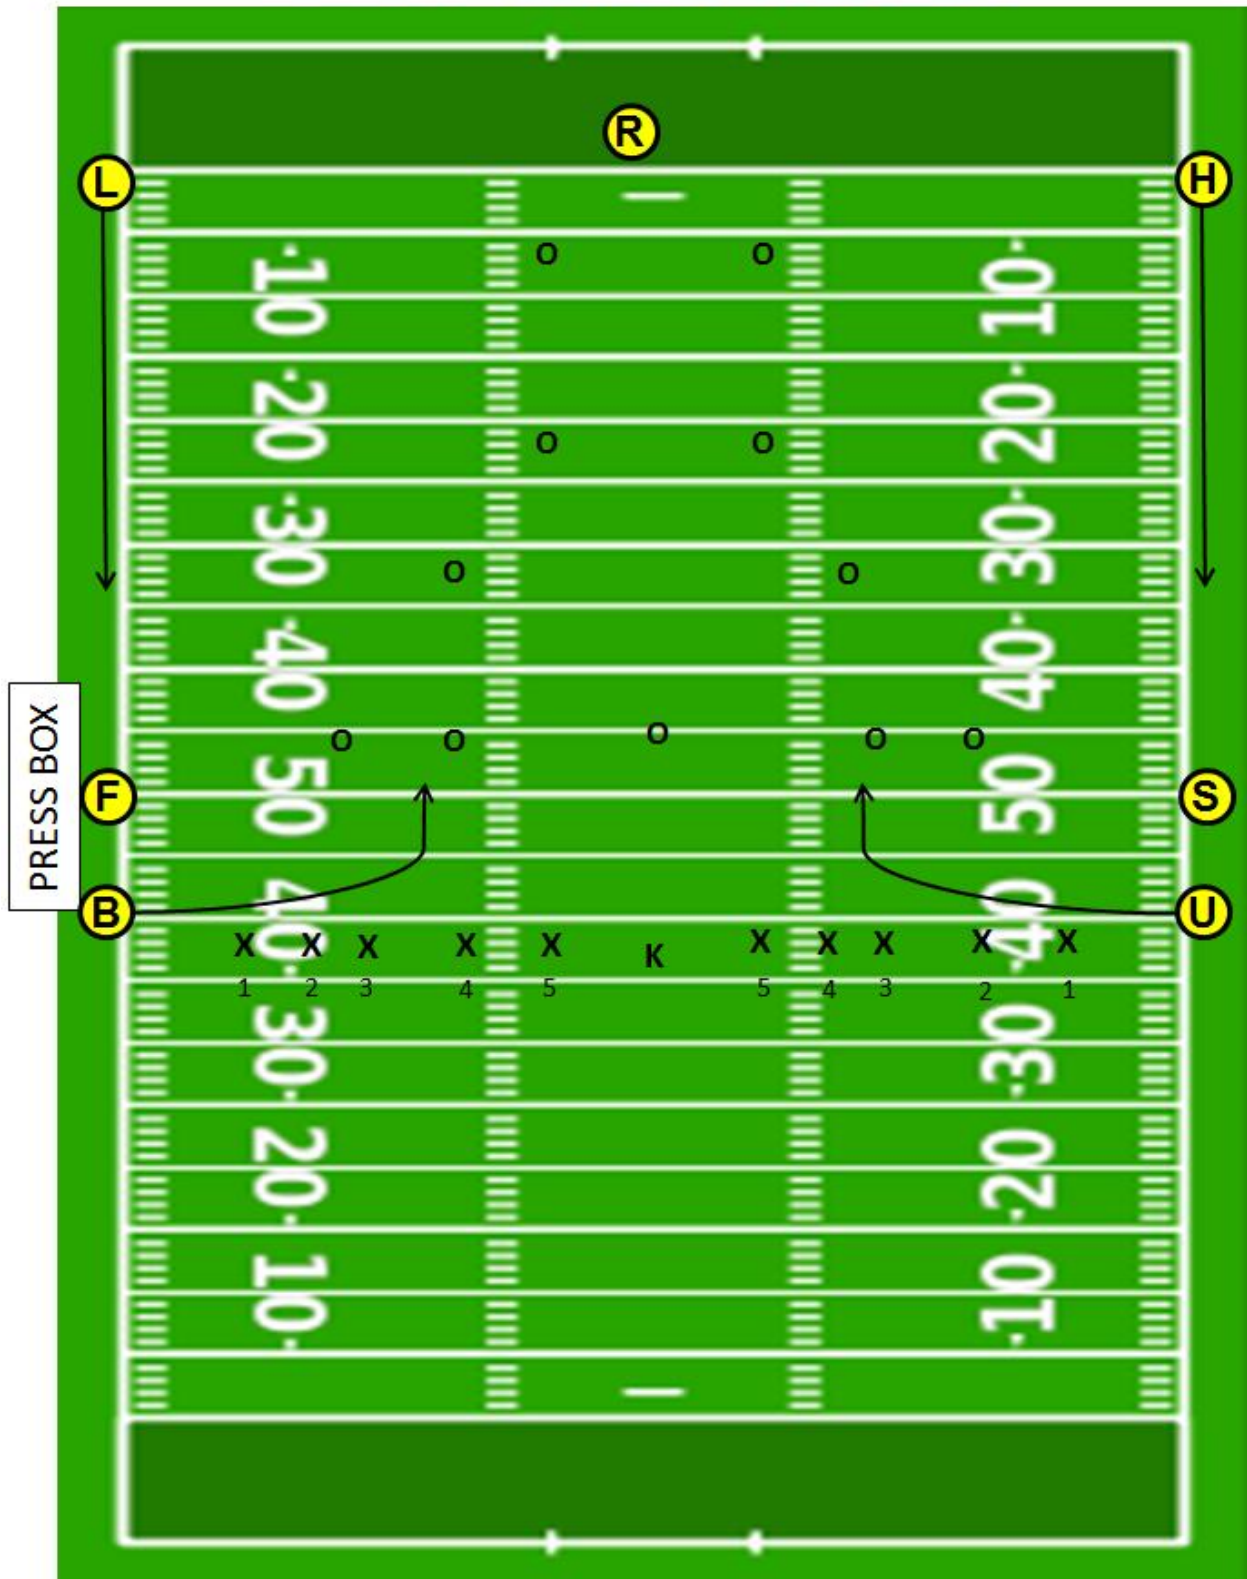 R
L H
O O
10 10
O O
20 20
O O
30 30
40 40
O O O O O
PRESS BOX
F 50 50 S
B 40 40 U
X X X X X K X X X X X
1 2 3 4 5 5 4 3 2 1
30 30
20 20
10 10